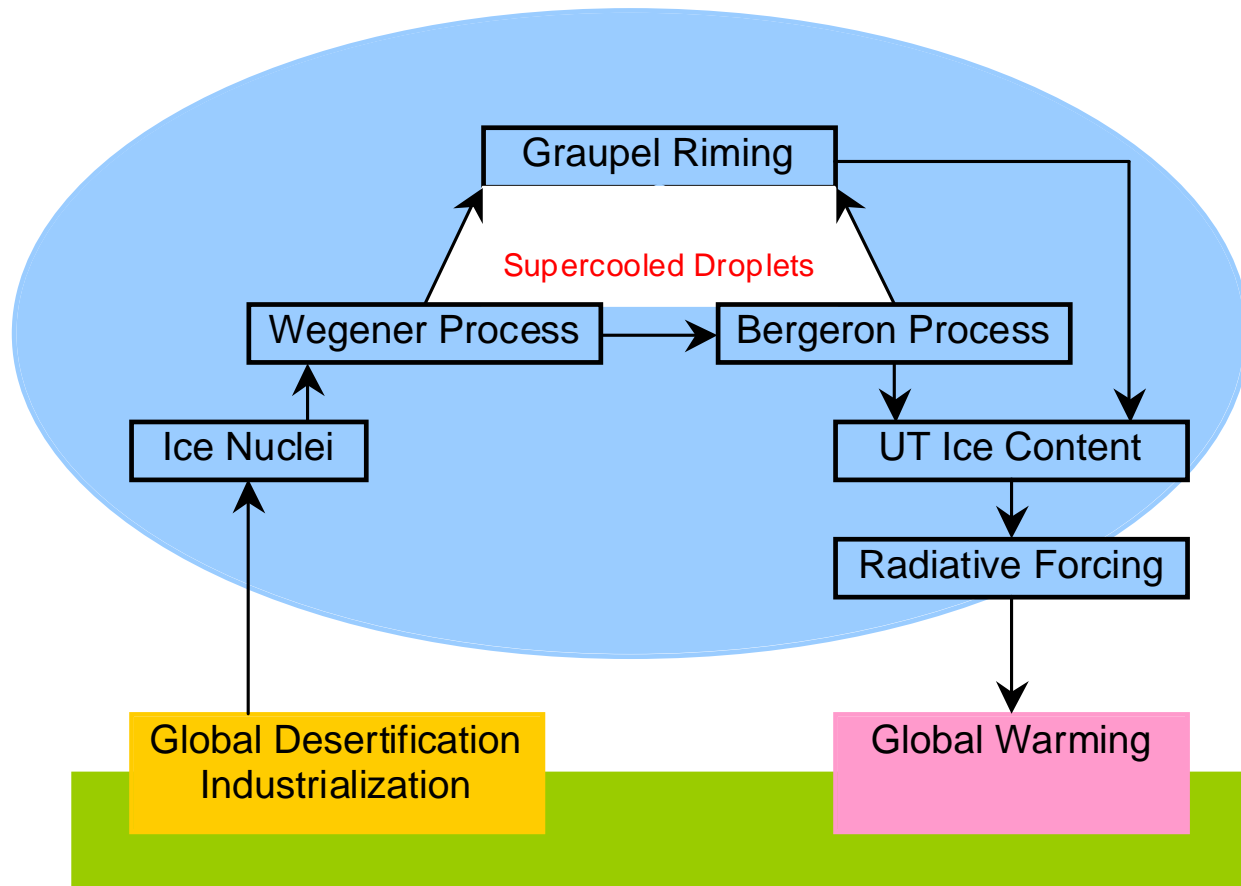 Graupel Riming
Supercooled Droplets
Wegener Process
Bergeron Process
Ice Nuclei
UT Ice Content
Radiative Forcing
Global Desertification
Industrialization
Global Warming